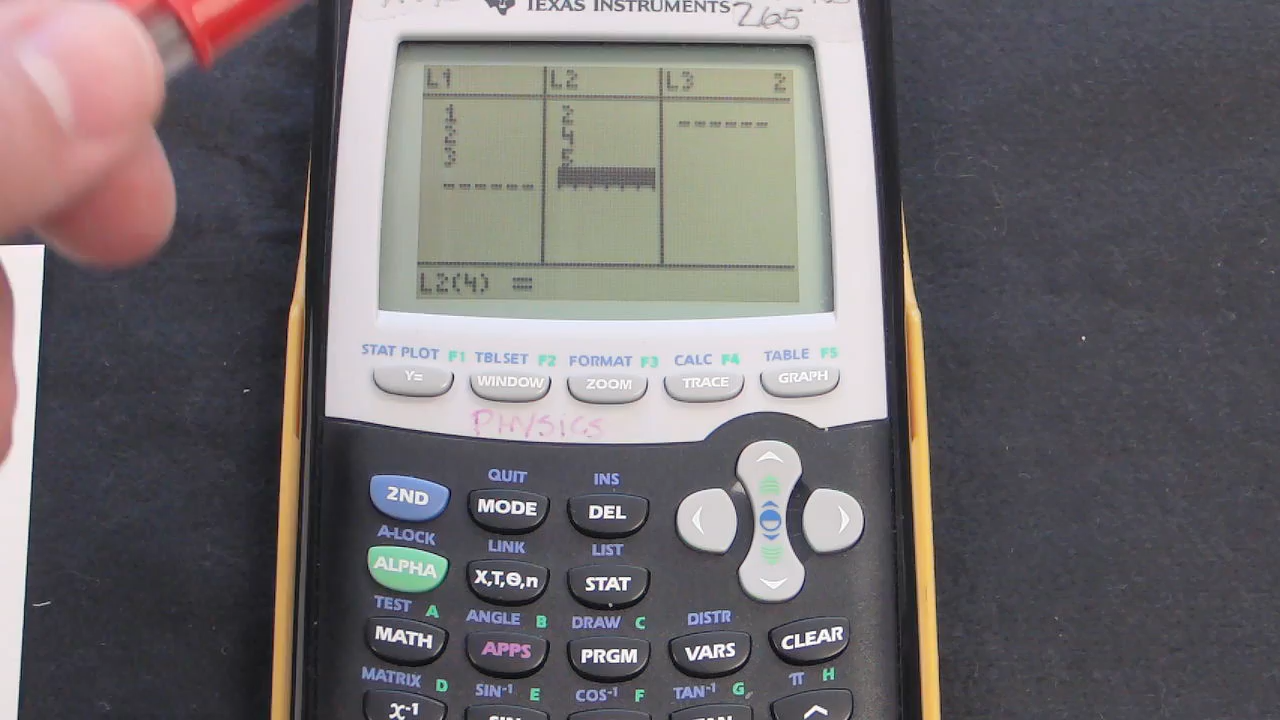 TEXAS INSTRUMENTS
265
L1 L2 L3 2
1 2 ------
2 4
3 5
------
L2(4) =
STAT PLOT F1 TBLSET F2 FORMAT F3 CALC F4 TABLE F5
Y= WINDOW ZOOM TRACE GRAPH
PHYSICS
QUIT INS
2ND MODE DEL
A-LOCK LINK LIST
ALPHA X,T,Θ,n STAT
TEST A ANGLE B DRAW C DISTR
MATH APPS PRGM VARS CLEAR
MATRIX D SIN⁻¹ E COS⁻¹ F TAN⁻¹ G π H
x⁻¹ SIN TAN ^